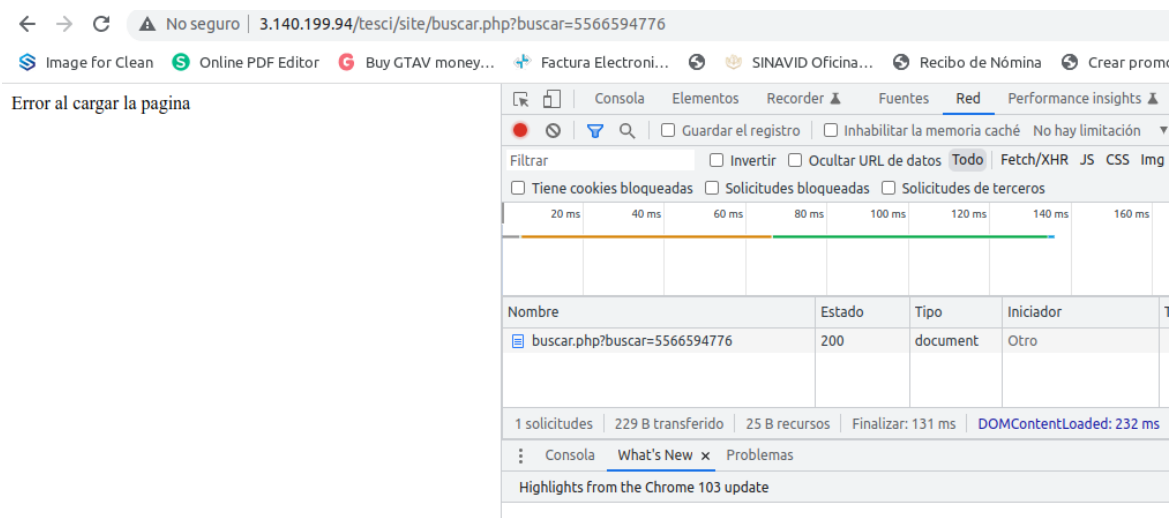 No seguro 3.140.199.94/tesci/site/buscar.php?buscar=5566594776
Image for Clean S Online PDF Editor G Buy GTAV money... Factura Electroni... SINAVID Oficina... Recibo de Nómina Crear promo
Error al cargar la pagina
Consola Elementos Recorder Fuentes Red Performance insights
Guardar el registro Inhabilitar la memoria caché No hay limitación
Filtrar Invertir Ocultar URL de datos Todo Fetch/XHR JS CSS Img
Tiene cookies bloqueadas Solicitudes bloqueadas Solicitudes de terceros
20 ms 40 ms 60 ms 80 ms 100 ms 120 ms 140 ms 160 ms
Nombre Estado Tipo Iniciador T
buscar.php?buscar=5566594776 200 document Otro
1 solicitudes 229 B transferido 25 B recursos Finalizar: 131 ms DOMContentLoaded: 232 ms
Consola What's New x Problemas
Highlights from the Chrome 103 update